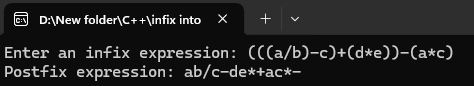 D:\New folder\C++\infix into
Enter an infix expression: (((a/b)-c)+(d*e))-(a*c)
Postfix expression: ab/c-de*+ac*-